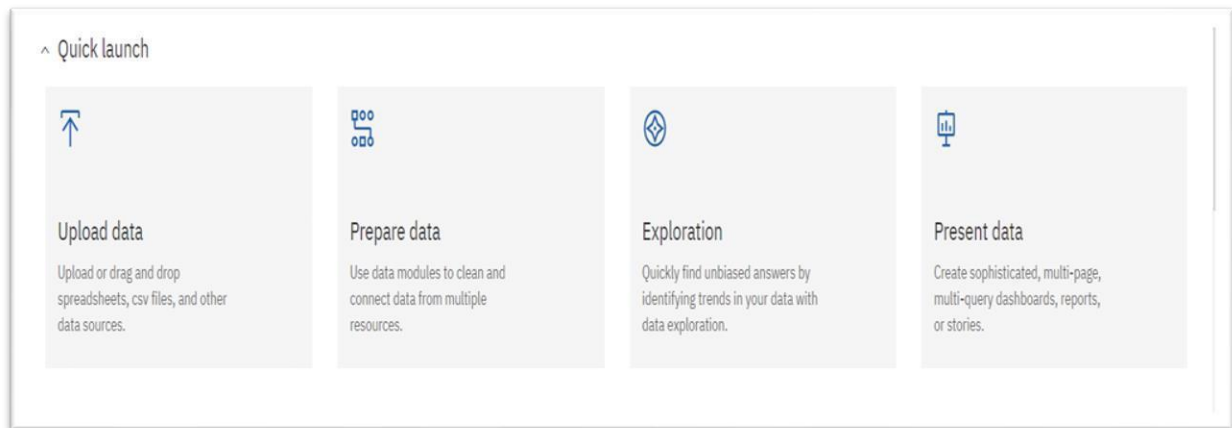 Quick launch
Upload data
Upload or drag and drop
spreadsheets, csv files, and other
data sources.
Prepare data
Use data modules to clean and
connect data from multiple
resources.
Exploration
Quickly find unbiased answers by
identifying trends in your data with
data exploration.
Present data
Create sophisticated, multi-page,
multi-query dashboards, reports,
or stories.